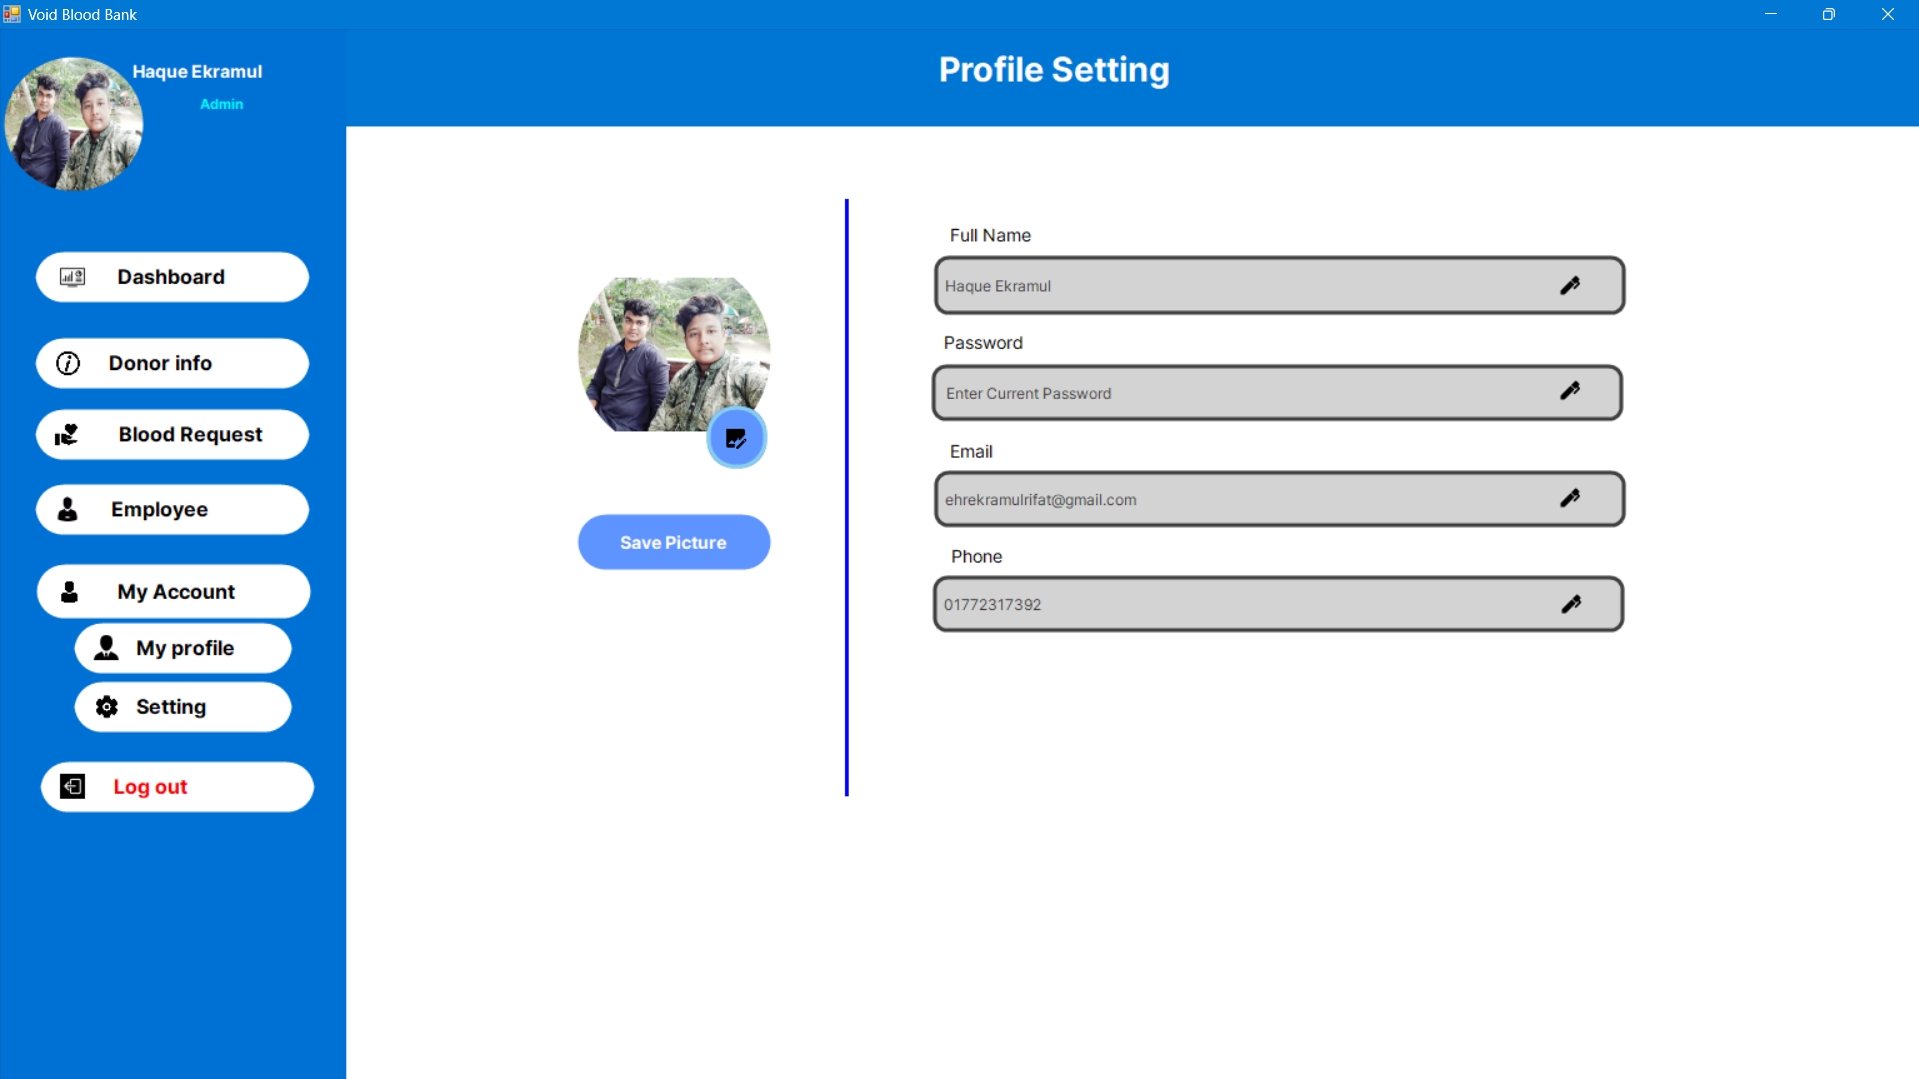 Void Blood Bank
Haque Ekramul
Admin
Profile Setting
Dashboard
Donor info
Blood Request
Employee
My Account
My profile
Setting
Log out
Save Picture
Full Name
Haque Ekramul
Password
Enter Current Password
Email
ehrekramulrifat@gmail.com
Phone
01772317392